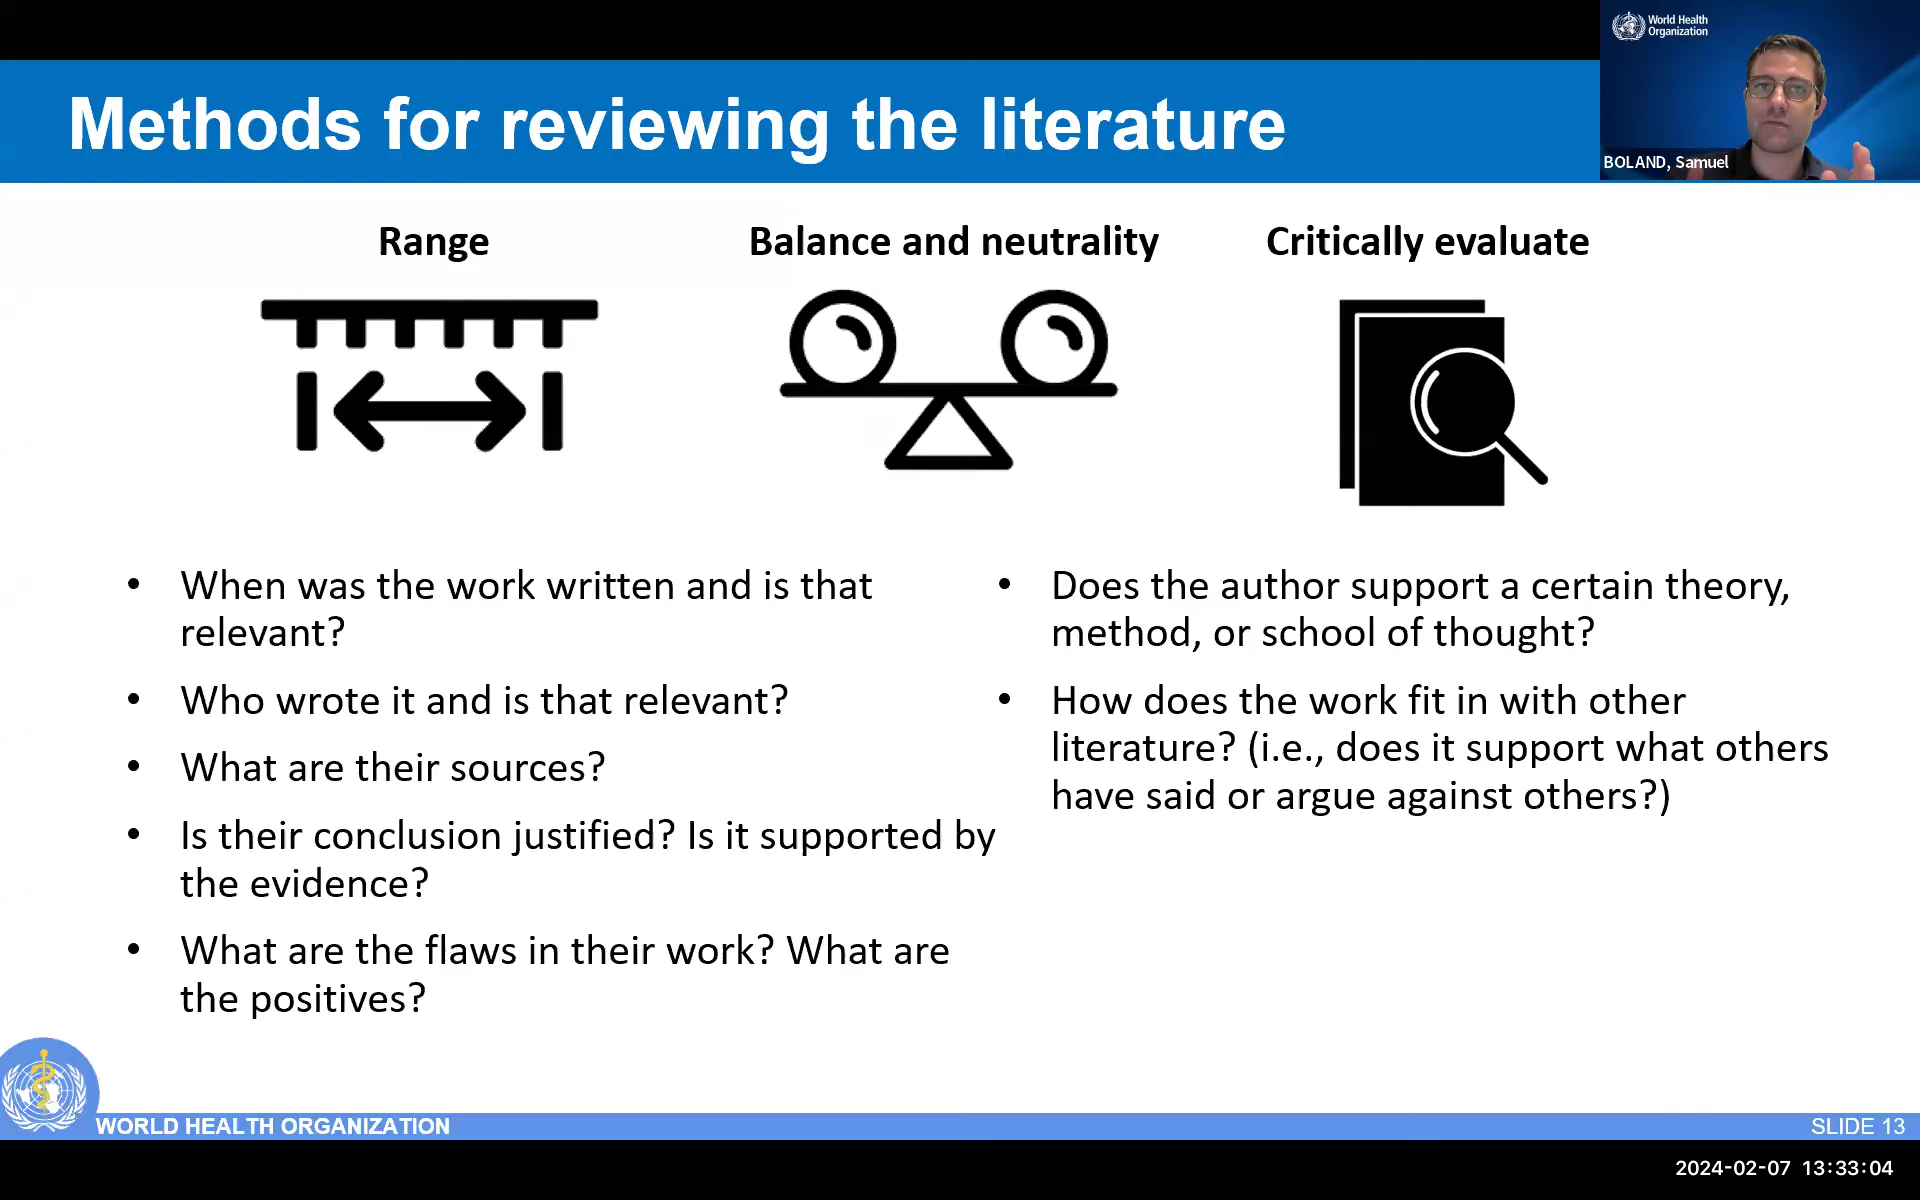 World Health
Organization
BOLAND, Samuel
Methods for reviewing the literature
Range
Balance and neutrality
Critically evaluate
• When was the work written and is that
relevant?
• Who wrote it and is that relevant?
• What are their sources?
• Is their conclusion justified? Is it supported by
the evidence?
• What are the flaws in their work? What are
the positives?
• Does the author support a certain theory,
method, or school of thought?
• How does the work fit in with other
literature? (i.e., does it support what others
have said or argue against others?)
WORLD HEALTH ORGANIZATION
SLIDE 13
2024-02-07 13:33:04